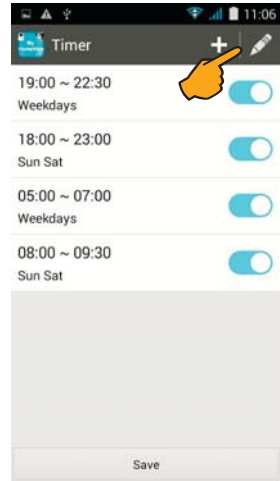 11:06
Timer
19:00 ~ 22:30
Weekdays
18:00 ~ 23:00
Sun Sat
05:00 ~ 07:00
Weekdays
08:00 ~ 09:30
Sun Sat
Save